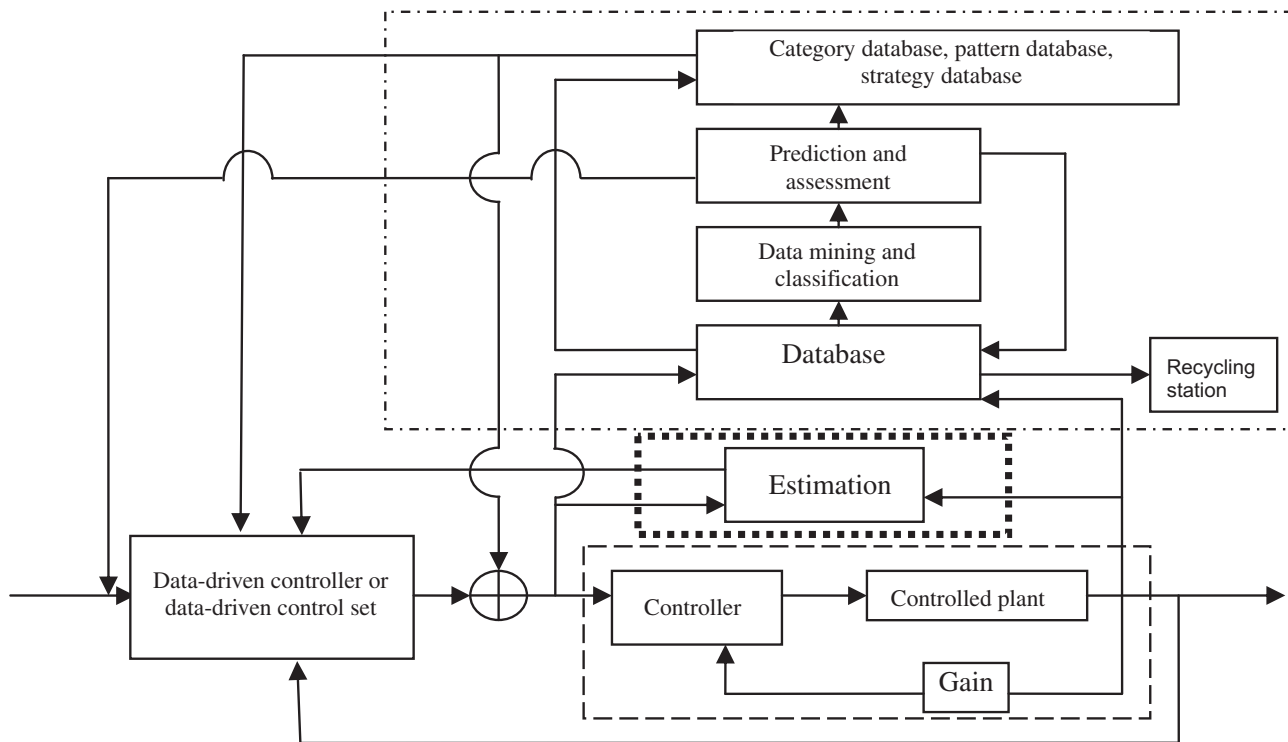 Category database, pattern database,
strategy database
Prediction and
assessment
Data mining and
classification
Database
Recycling
station
Estimation
Data-driven controller or
data-driven control set
Controller
Controlled plant
Gain